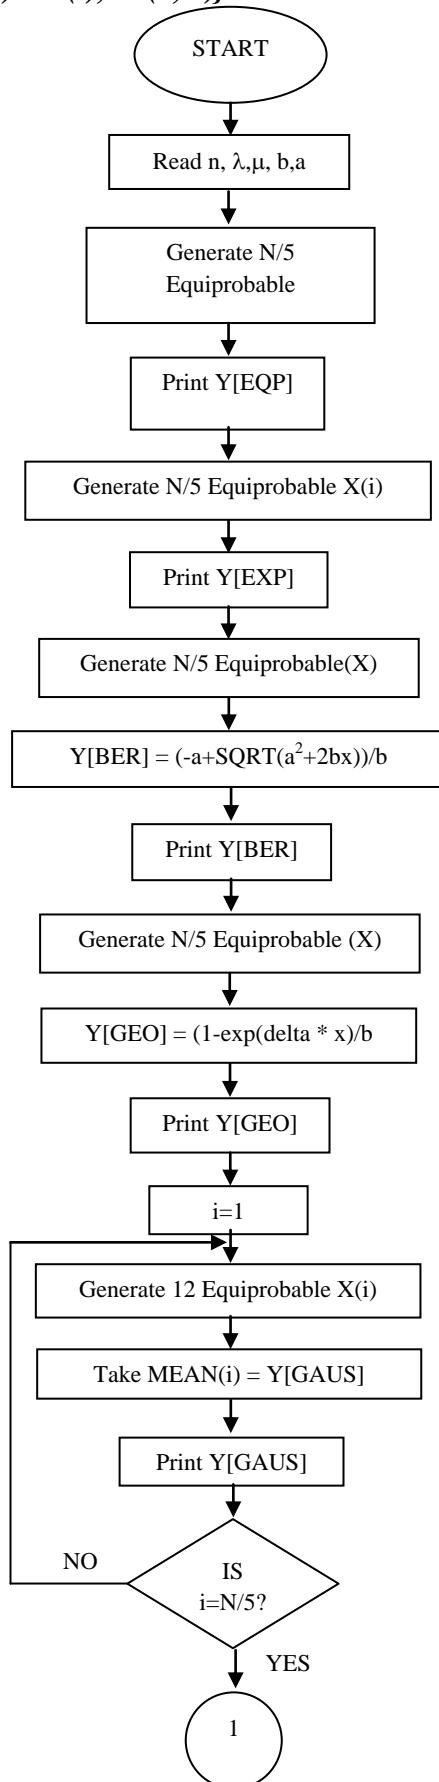 START
Read n, λ,μ, b,a
Generate N/5
Equiprobable
Print Y[EQP]
Generate N/5 Equiprobable X(i)
Print Y[EXP]
Generate N/5 Equiprobable(X)
Y[BER] = (-a+SQRT(a²+2bx))/b
Print Y[BER]
Generate N/5 Equiprobable (X)
Y[GEO] = (1-exp(delta * x)/b
Print Y[GEO]
i=1
Generate 12 Equiprobable X(i)
Take MEAN(i) = Y[GAUS]
Print Y[GAUS]
NO
IS
i=N/5?
YES
1